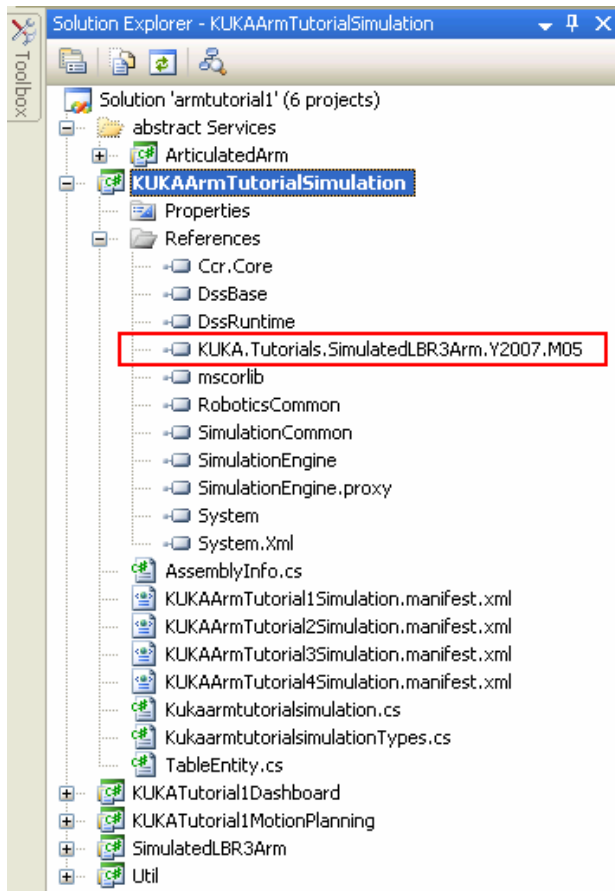 Solution Explorer - KUKAArmTutorialSimulation
Toolbox
Solution 'armtutorial1' (6 projects)
abstract Services
ArticulatedArm
KUKAArmTutorialSimulation
Properties
References
Ccr.Core
DssBase
DssRuntime
KUKA.Tutorials.SimulatedLBR3Arm.Y2007.M05
mscorlib
RoboticsCommon
SimulationCommon
SimulationEngine
SimulationEngine.proxy
System
System.Xml
AssemblyInfo.cs
KUKAArmTutorial1Simulation.manifest.xml
KUKAArmTutorial2Simulation.manifest.xml
KUKAArmTutorial3Simulation.manifest.xml
KUKAArmTutorial4Simulation.manifest.xml
Kukaarmtutorialsimulation.cs
KukaarmtutorialsimulationTypes.cs
TableEntity.cs
KUKATutorial1Dashboard
KUKATutorial1MotionPlanning
SimulatedLBR3Arm
Util